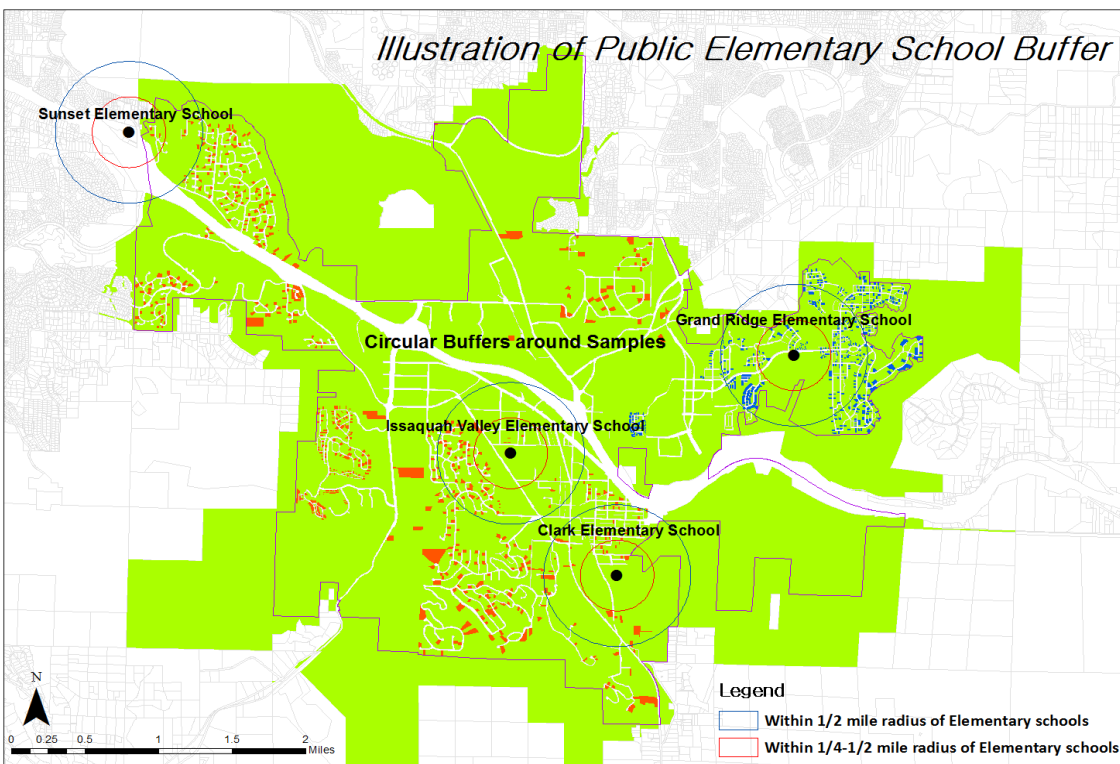 Illustration of Public Elementary School Buffer
Sunset Elementary School
Grand Ridge Elementary School
Circular Buffers around Samples
Issaquah Valley Elementary School
Clark Elementary School
N
0 0.25 0.5 1 1.5 2
Miles
Legend
Within 1/2 mile radius of Elementary schools
Within 1/4-1/2 mile radius of Elementary schools